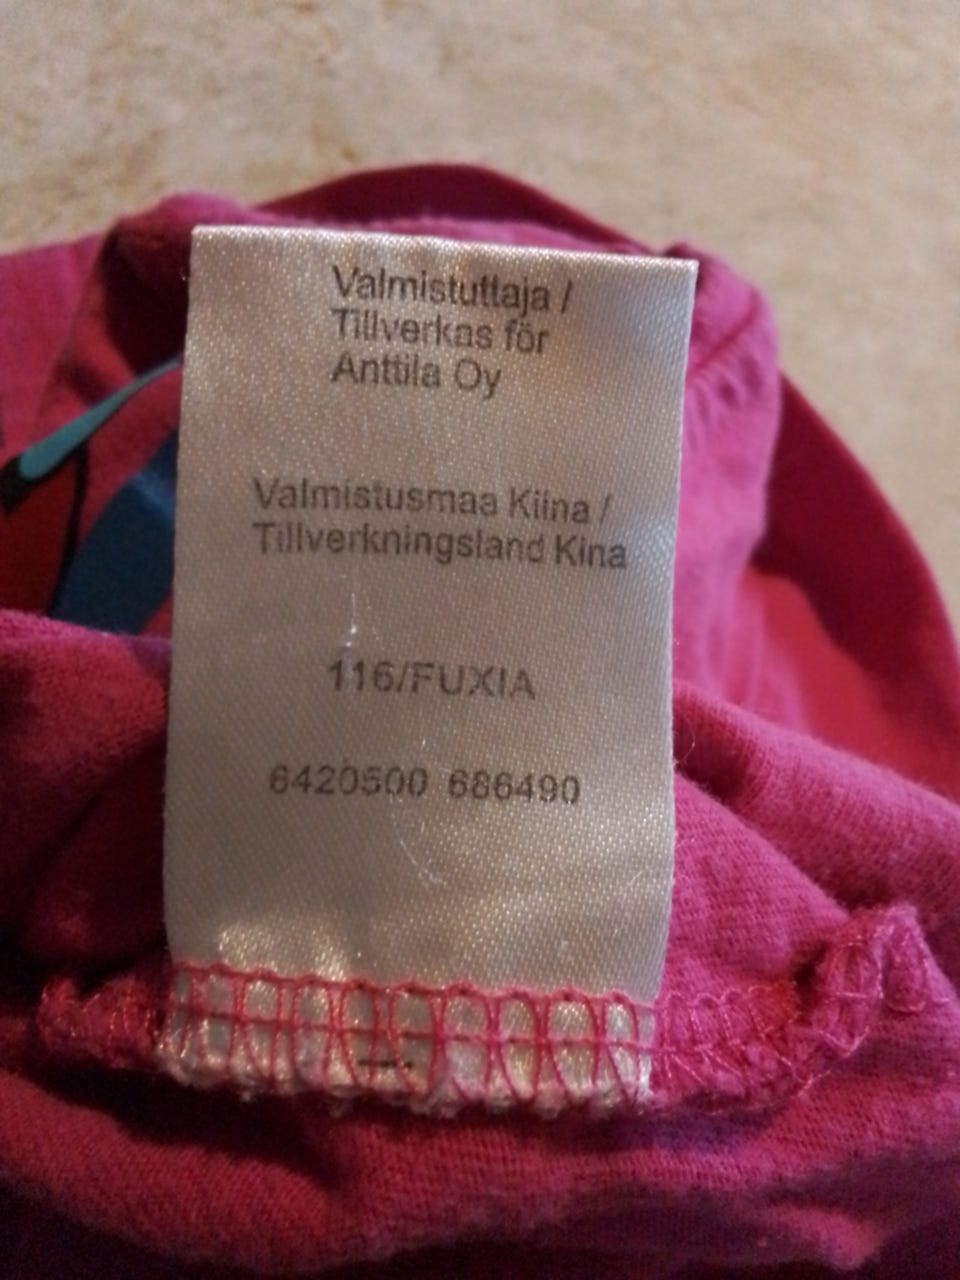 Valmistuttaja /
Tillverkas för
Anttila Oy
Valmistusmaa Kiina /
Tillverkningsland Kina
116/FUXIA
6420500 686490